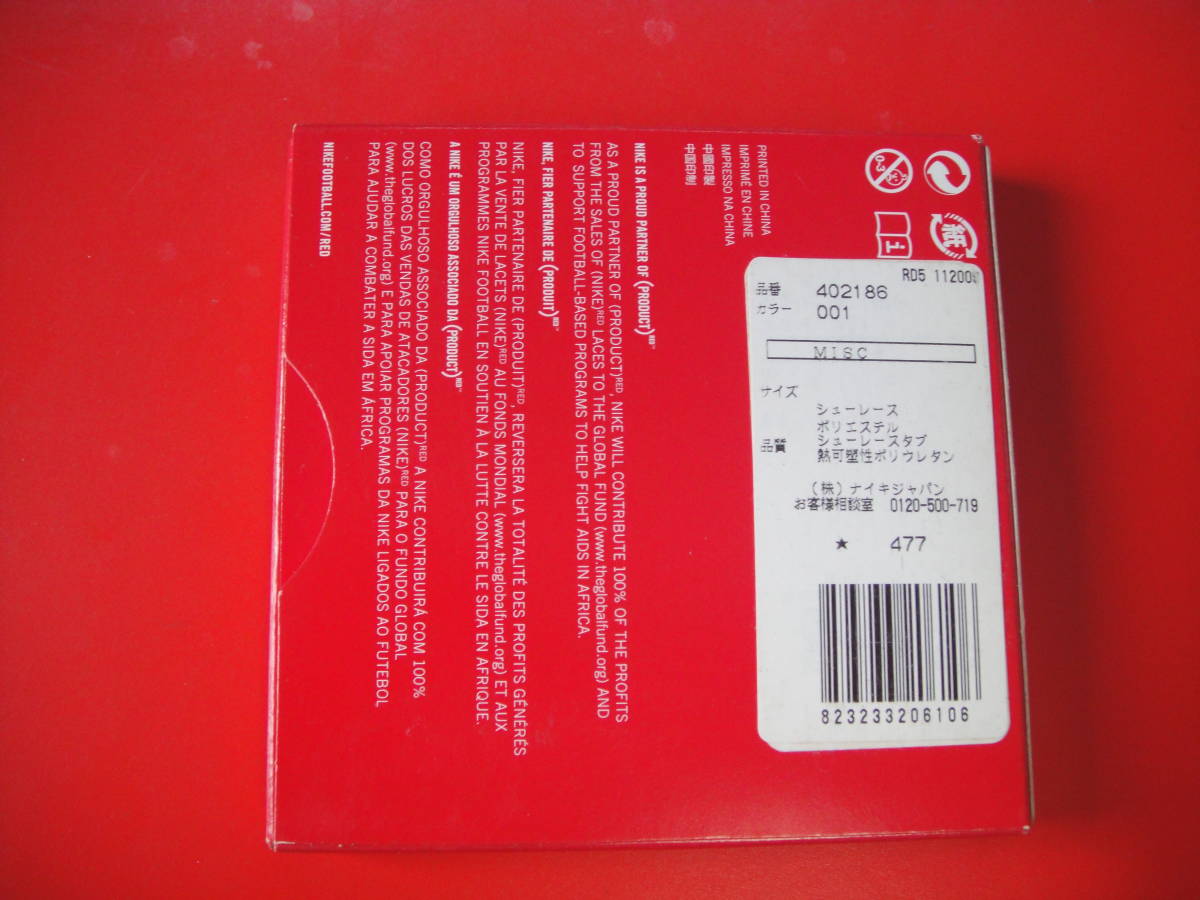 PRINTED IN CHINA
IMPRIMÉ EN CHINE
IMPRESSO NA CHINA
中國印製
中国印制
NIKE IS A PROUD PARTNER OF (PRODUCT)RED™
AS A PROUD PARTNER OF (PRODUCT)RED, NIKE WILL CONTRIBUTE 100% OF THE PROFITS
FROM THE SALES OF (NIKE)RED LACES TO THE GLOBAL FUND (www.theglobalfund.org) AND
TO SUPPORT FOOTBALL-BASED PROGRAMS TO HELP FIGHT AIDS IN AFRICA.
NIKE, FIER PARTENAIRE DE (PRODUIT)RED™
NIKE, FIER PARTENAIRE DE (PRODUIT)RED, REVERSERA LA TOTALITÉ DES PROFITS GÉNÉRÉS
PAR LA VENTE DE LACETS (NIKE)RED AU FONDS MONDIAL (www.theglobalfund.org) ET AUX
PROGRAMMES NIKE FOOTBALL EN SOUTIEN À LA LUTTE CONTRE LE SIDA EN AFRIQUE.
A NIKE É UM ORGULHOSO ASSOCIADO DA (PRODUCT)RED™
COMO ORGULHOSO ASSOCIADO DA (PRODUCT)RED A NIKE CONTRIBUIRÁ COM 100%
DOS LUCROS DAS VENDAS DE ATACADORES (NIKE)RED PARA O FUNDO GLOBAL
(www.theglobalfund.org) E PARA APOIAR PROGRAMAS DA NIKE LIGADOS AO FUTEBOL
PARA AJUDAR A COMBATER A SIDA EM ÁFRICA.
NIKEFOOTBALL.COM/RED
紙
RD5
品番 402186
カラー 001
MISC
サイズ
シューレース
ポリエステル
品質 シューレースタブ
熱可塑性ポリウレタン
(株)ナイキジャパン
お客様相談室 0120-500-719
★ 477
823233206106